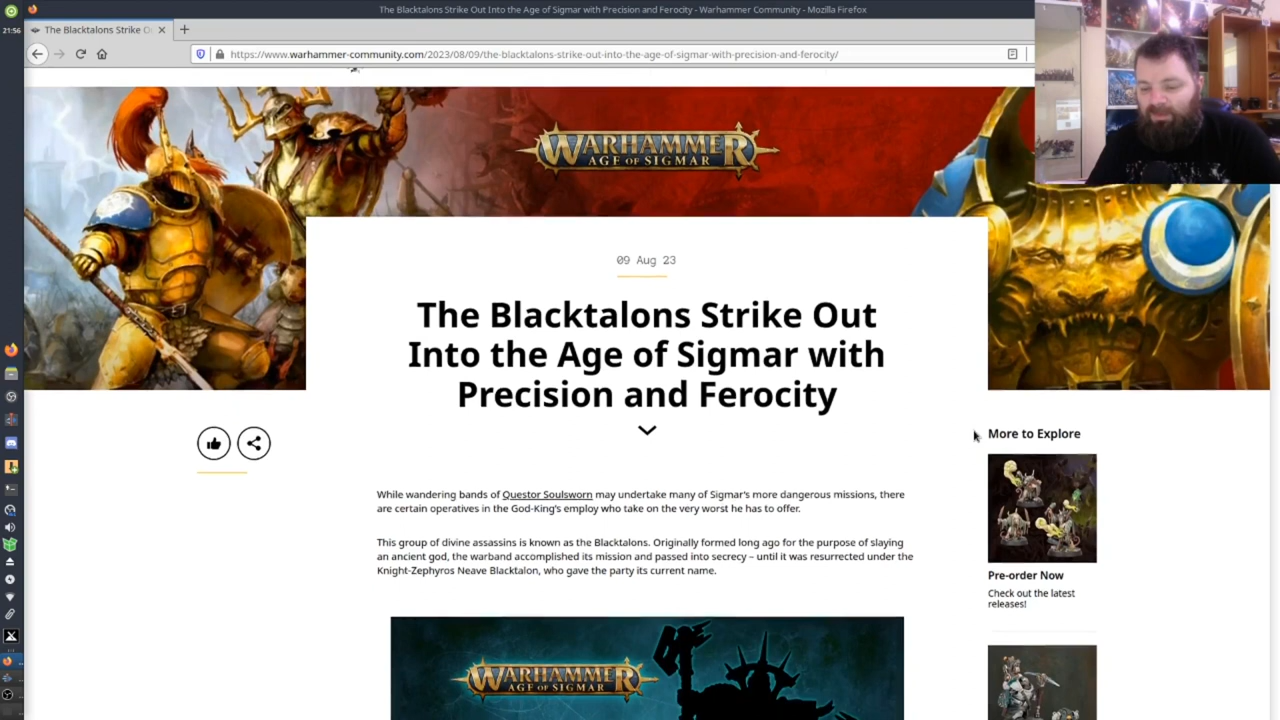 The Blacktalons Strike Out Into the Age of Sigmar with Precision and Ferocity - Warhammer Community - Mozilla Firefox
21:56
The Blacktalons Strike O
https://www.warhammer-community.com/2023/08/09/the-blacktalons-strike-out-into-the-age-of-sigmar-with-precision-and-ferocity/
WARHAMMER
AGE OF SIGMAR
09 Aug 23
The Blacktalons Strike Out
Into the Age of Sigmar with
Precision and Ferocity
More to Explore
While wandering bands of Questor Soulsworn may undertake many of Sigmar's more dangerous missions, there
are certain operatives in the God-King's employ who take on the very worst he has to offer.
This group of divine assassins is known as the Blacktalons. Originally formed long ago for the purpose of slaying
an ancient god, the warband accomplished its mission and passed into secrecy – until it was resurrected under the
Knight-Zephyros Neave Blacktalon, who gave the party its current name.
Pre-order Now
Check out the latest
releases!
WARHAMMER
AGE OF SIGMAR